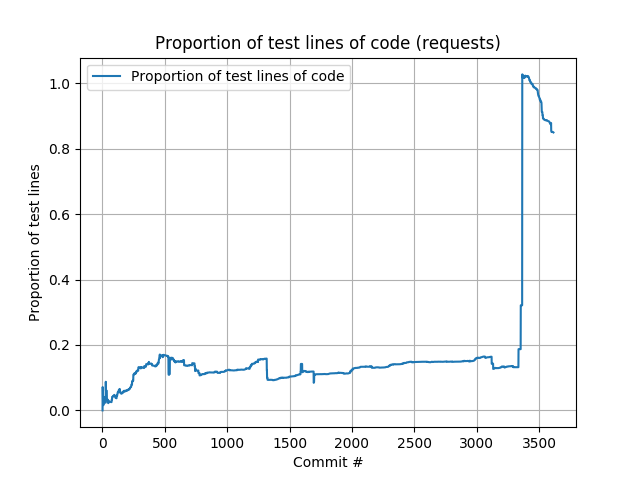 Proportion of test lines of code (requests)
Proportion of test lines of code
Proportion of test lines
1.0
0.8
0.6
0.4
0.2
0.0
0 500 1000 1500 2000 2500 3000 3500
Commit #